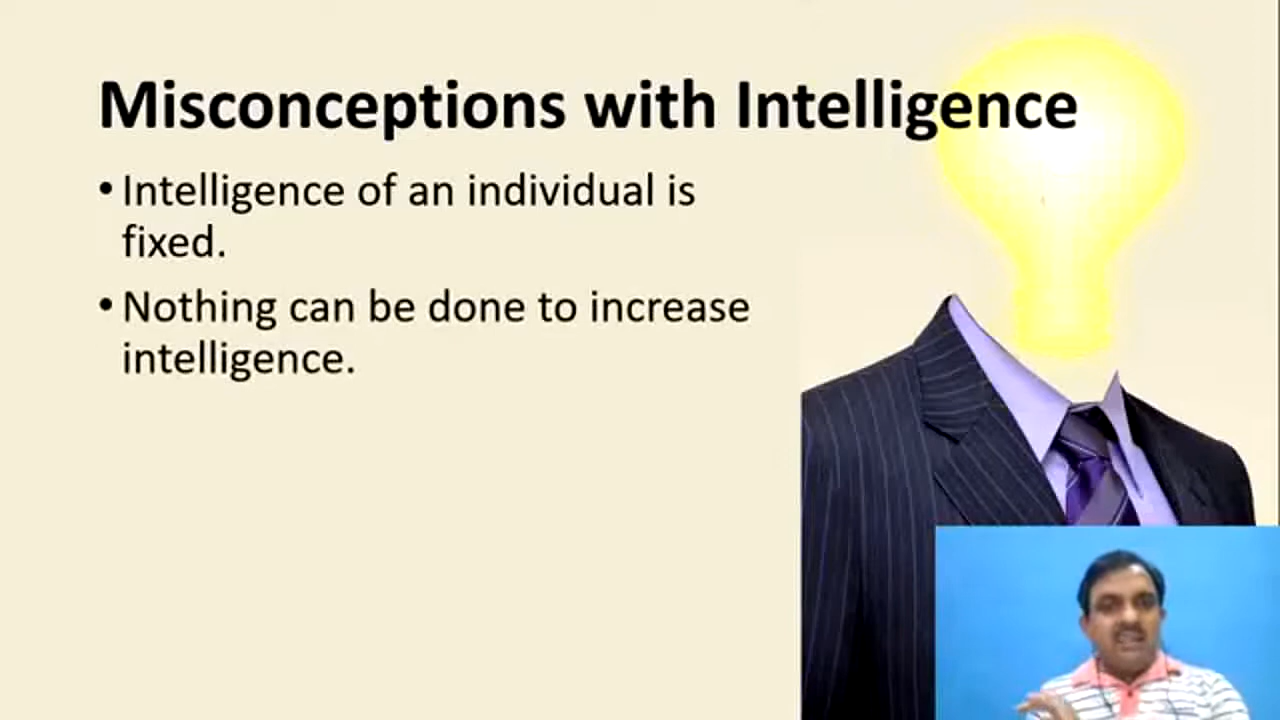 Misconceptions with Intelligence
• Intelligence of an individual is
fixed.
• Nothing can be done to increase
intelligence.